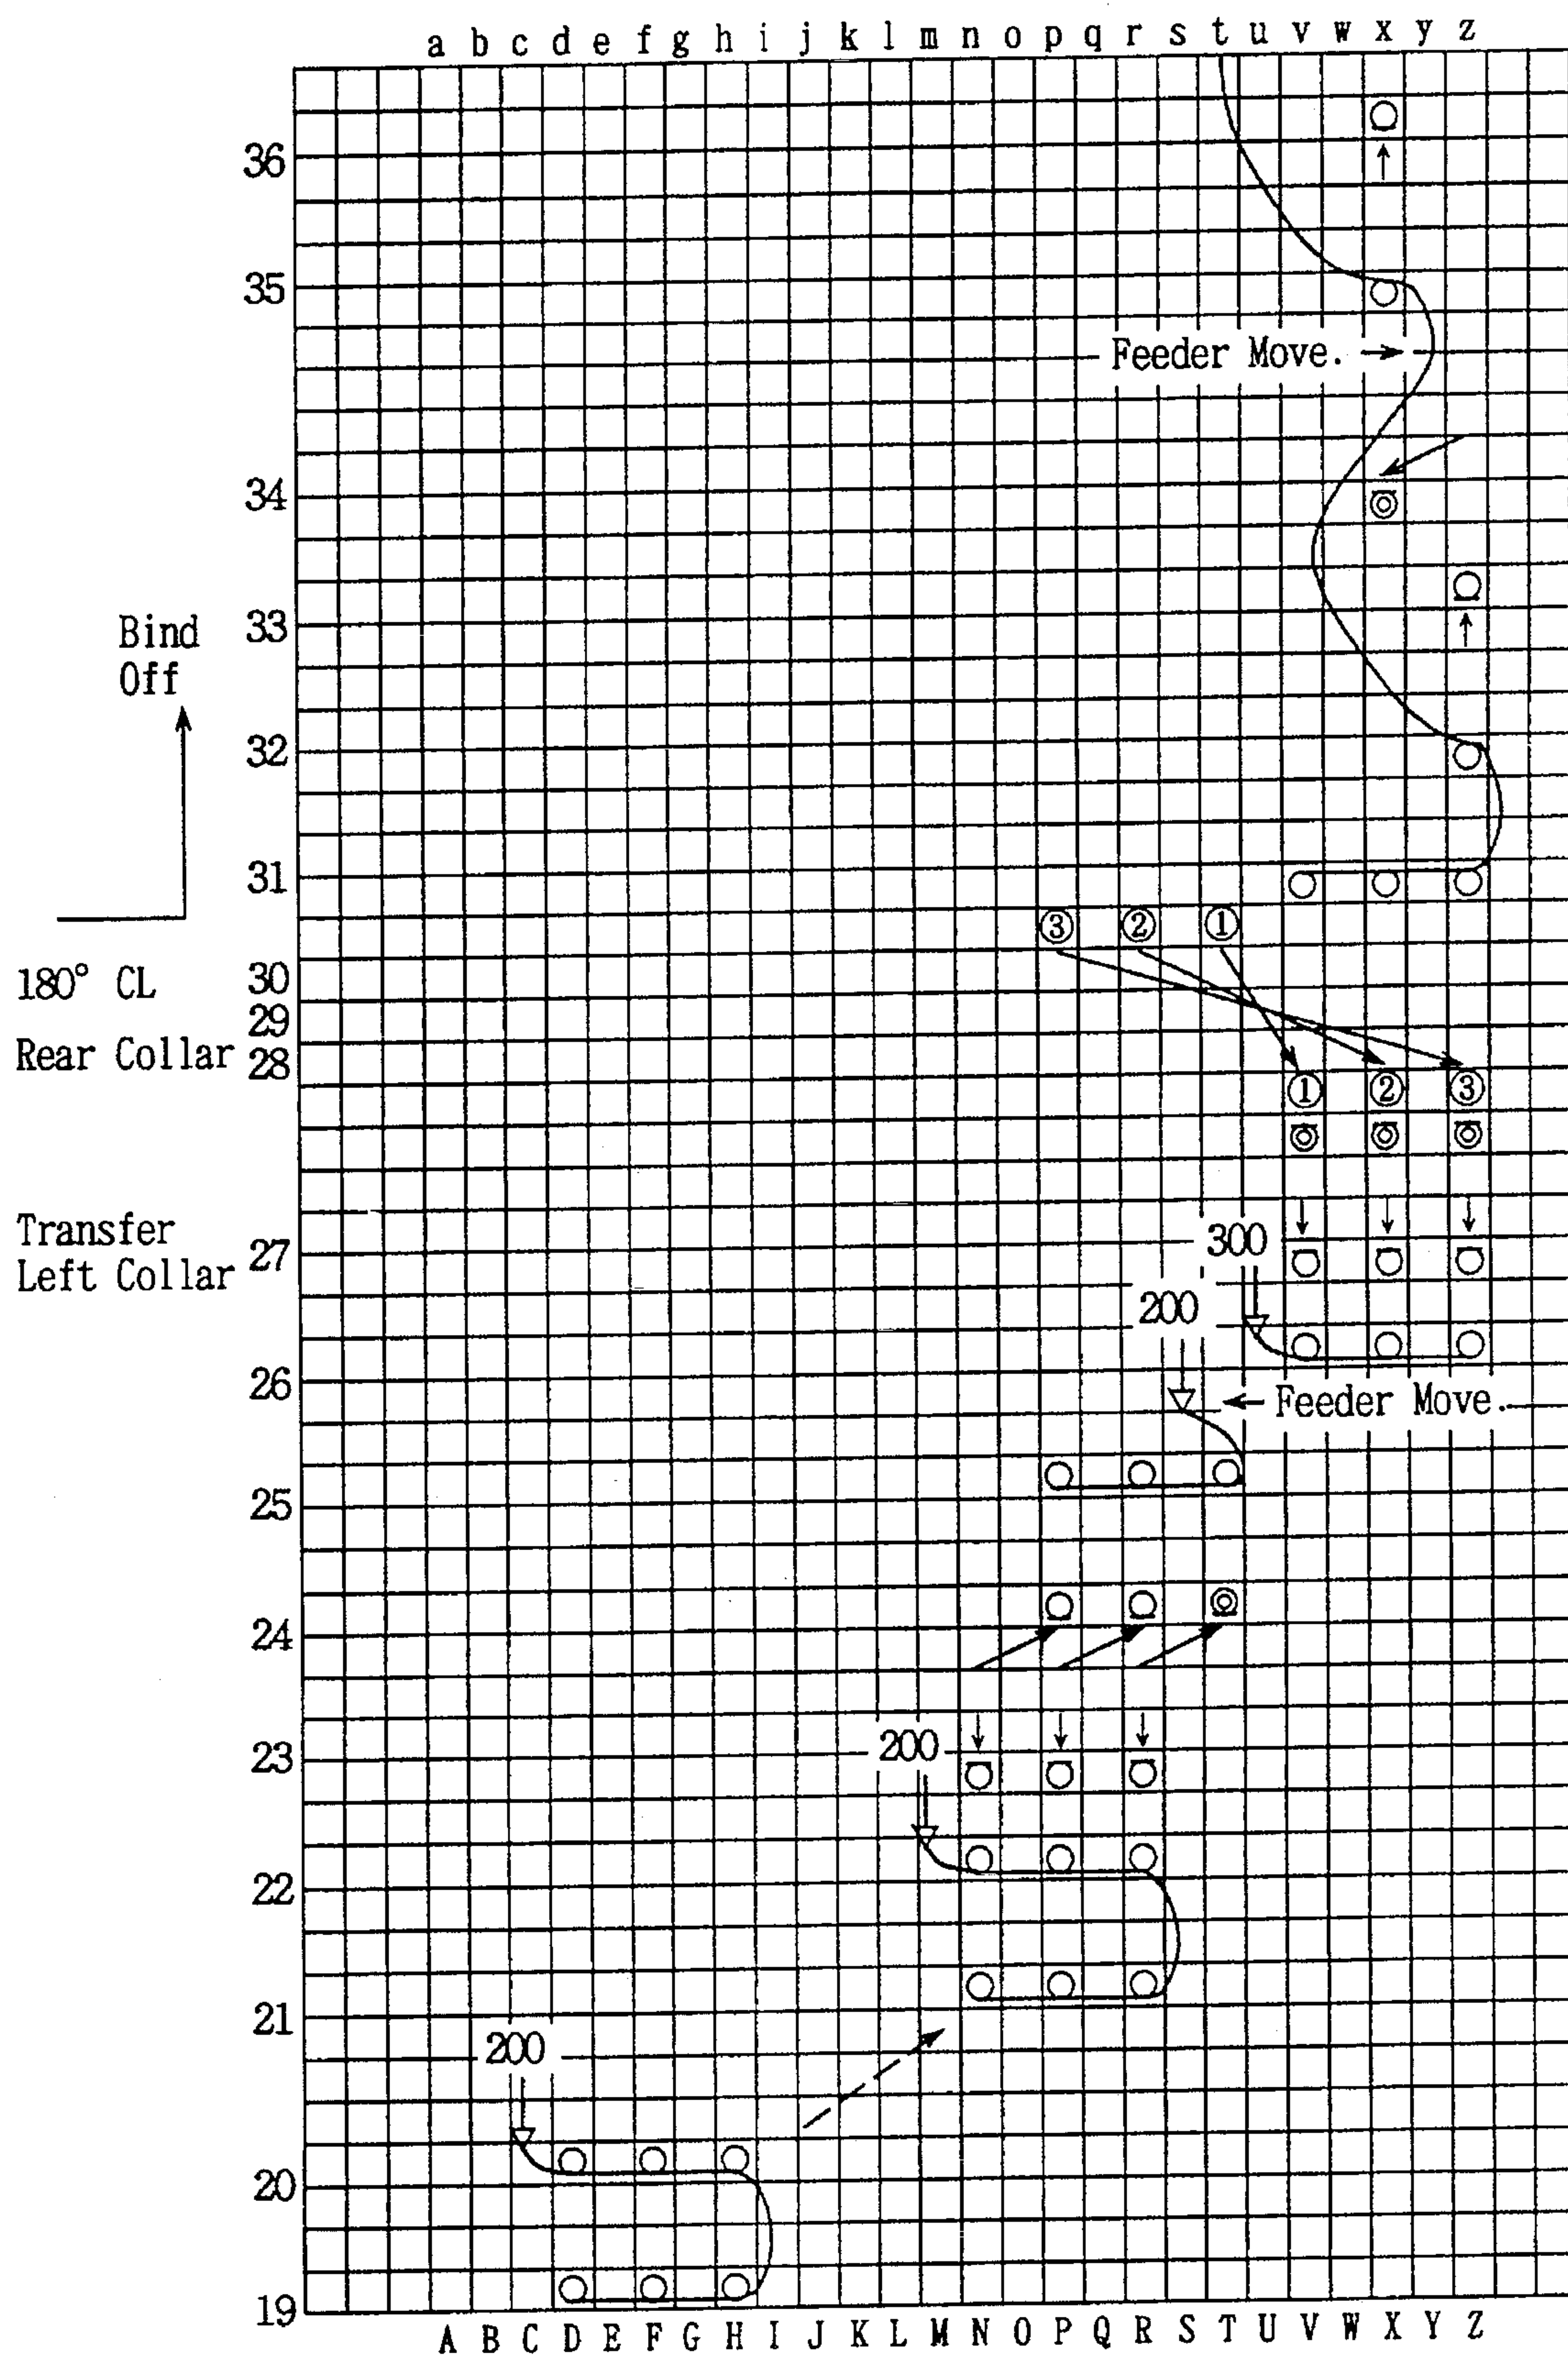 a b c d e f g h i j k l m n o p q r s t u v w x y z
36
35
Feeder Move.
34
33
Bind
Off
32
31
③ ② ①
180° CL 30
29
Rear Collar 28
① ② ③
Transfer
Left Collar 27
300
200
26
Feeder Move.
25
24
200
23
22
21
200
20
19
A B C D E F G H I J K L M N O P Q R S T U V W X Y Z